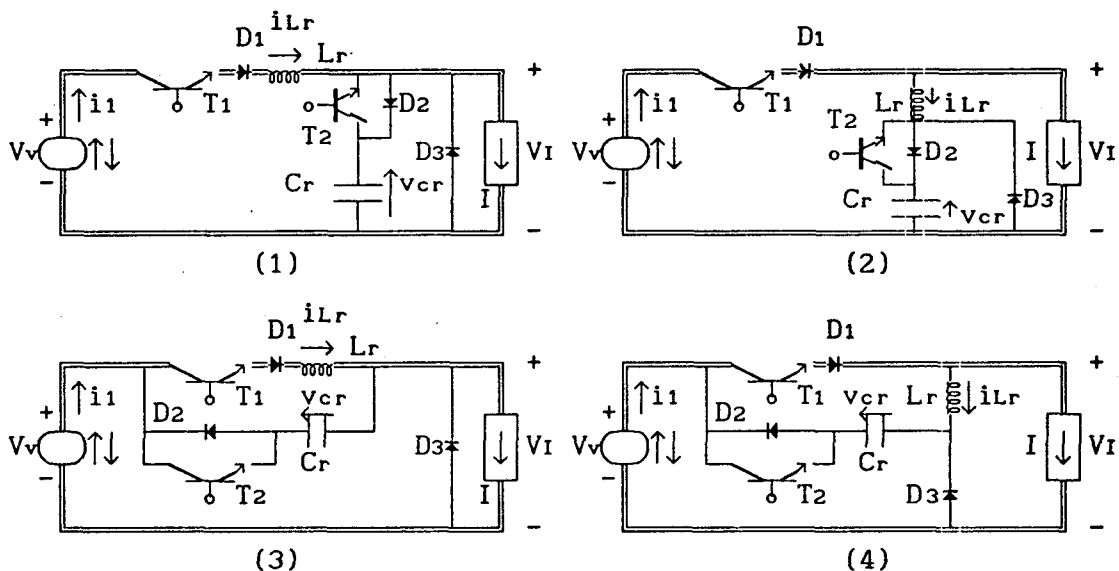 iLr
D1 Lr
+ D1 +
i1 T1 D2 i1 T1 Lr iLr
+ T2 + T2
Vv D3 VI Vv D2 I VI
- Cr vcr I - Cr vcr D3
- -
(1) (2)
iLr
D1 Lr D1
+ +
i1 T1 vcr i1 T1 vcr Lr iLr
+ D2 + D2
Vv D3 VI Vv I VI
- Cr - Cr
T2 I T2 D3
- -
(3) (4)